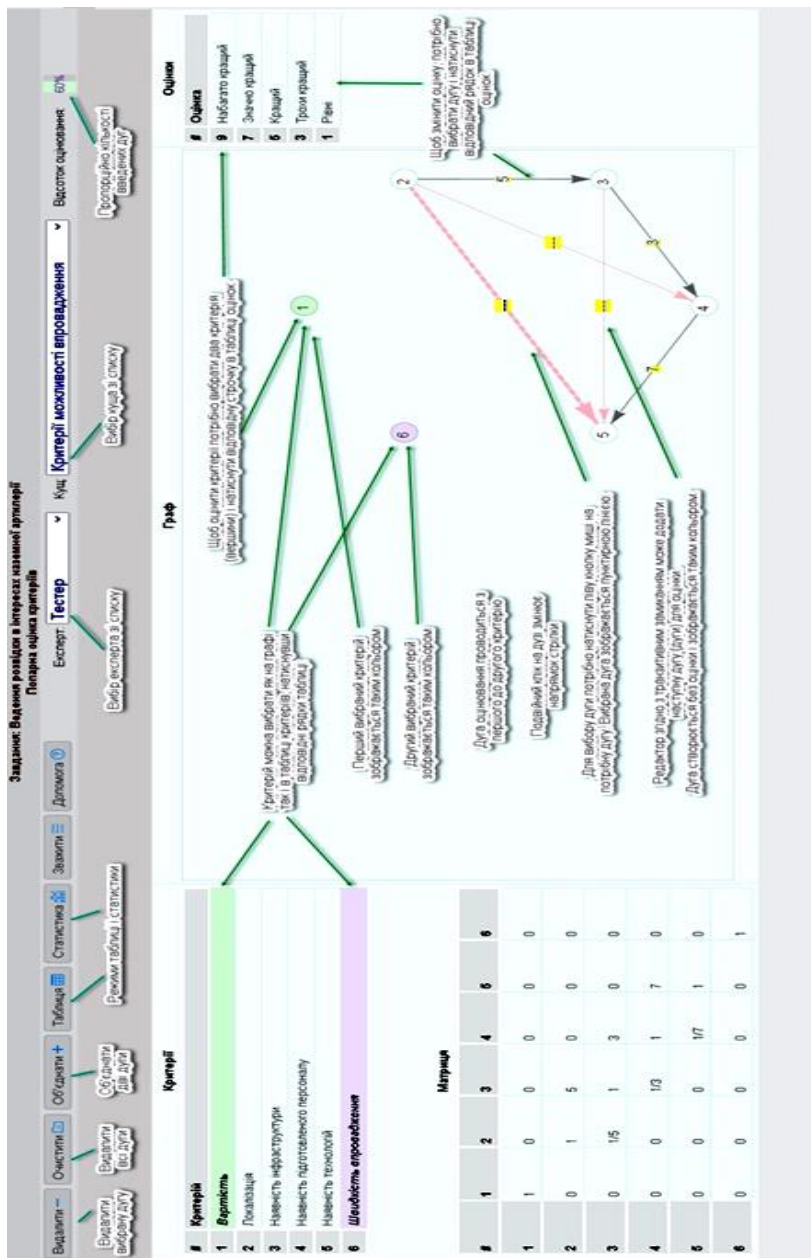 Завдання: Ведення розвідки в інтересах наземної артилерії
Попарна оцінка критеріїв
Видалити −
Очистити
Об'єднати +
Таблиця
Статистика
Зважити
Допомога
Експерт: Тестер
Кущ: Критерії можливості впровадження
Відсоток оцінювання: 60%
Видалити
вибрану дугу
Видалити
всі дуги
Об'єднати
дві дуги
Режими таблиці і статистики
Вибір експерта зі списку
Вибір куща зі списку
Пропорційно кількості
введених дуг
Критерії
# Критерій
1 Вартість
2 Локалізація
3 Наявність інфраструктури
4 Наявність підготовленого персоналу
5 Наявність технологій
6 Швидкість впровадження
Матриця
# 1 2 3 4 5 6
1 1 0 0 0 0 0
2 0 1 5 0 0 0
3 0 1/5 1 3 0 0
4 0 0 1/3 1 7 0
5 0 0 0 1/7 1 0
6 0 0 0 0 0 1
Граф
Щоб оцінити критерії потрібно вибрати два критерія
(вершини) і натиснути відповідну строчку в таблиці оцінок
Критерій можна вибрати як на графі
так і в таблиці критеріїв, натиснувши
відповідні рядки таблиці
Перший вибраний критерій
зображається таким кольором
Другий вибраний критерій
зображається таким кольором
Дуга оцінювання проводиться з
першого до другого критерію
Подвійний клік на дузі змінює
напрямок стрілки
Для вибору дуги потрібно натиснути ліву кнопку миші на
потрібну дугу. Вибрана дуга зображається пунктирною лінією
Редактор згідно з транзитивним замиканням може додати
наступну дугу (дуги) для оцінки
Дуга створюється без оцінки і зображається таким кольором
1
6
2
5
3
---
---
---
3
5
7
4
Оцінки
# Оцінка
9 Набагато кращий
7 Значно кращий
5 Кращий
3 Трохи кращий
1 Рівні
Щоб змінити оцінку, потрібно
вибрати дугу і натиснути
відповідний рядок в таблиці
оцінок